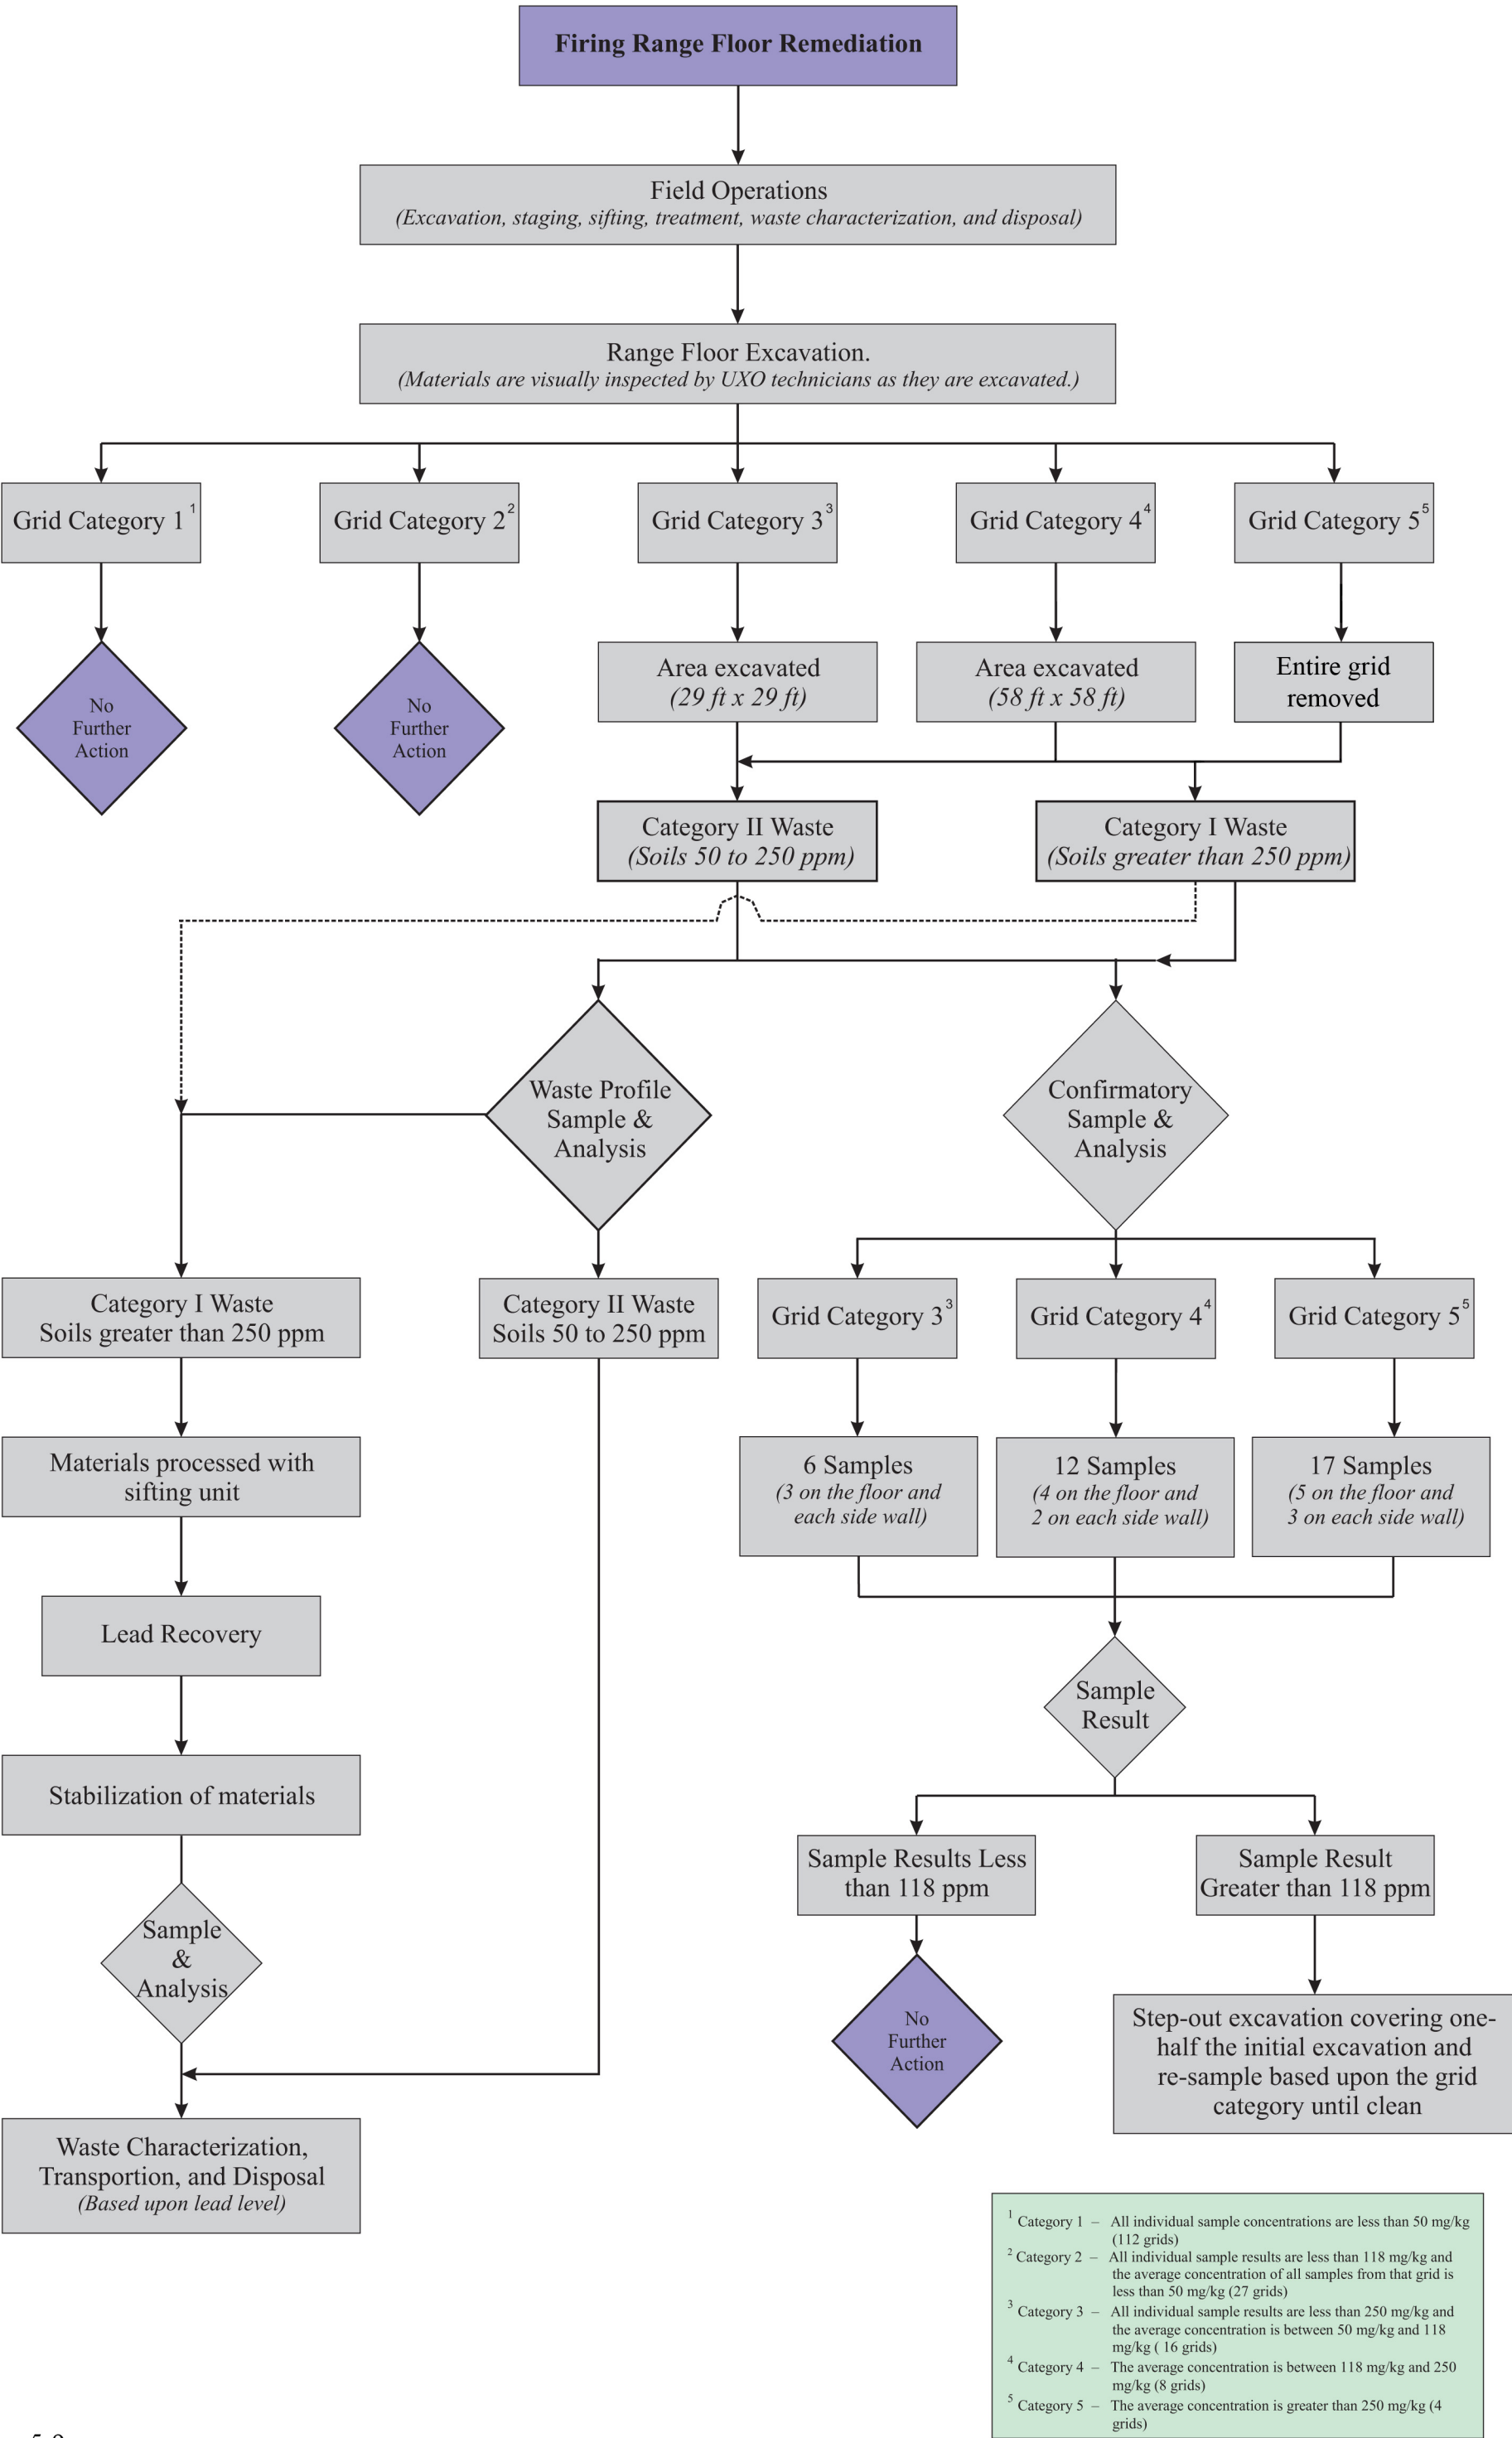 Firing Range Floor Remediation
Field Operations
(Excavation, staging, sifting, treatment, waste characterization, and disposal)
Range Floor Excavation.
(Materials are visually inspected by UXO technicians as they are excavated.)
Grid Category 1 1
Grid Category 2 2
Grid Category 3 3
Grid Category 4 4
Grid Category 5 5
No
Further
Action
No
Further
Action
Area excavated
(29 ft x 29 ft)
Area excavated
(58 ft x 58 ft)
Entire grid
removed
Category II Waste
(Soils 50 to 250 ppm)
Category I Waste
(Soils greater than 250 ppm)
Waste Profile
Sample &
Analysis
Confirmatory
Sample &
Analysis
Category I Waste
Soils greater than 250 ppm
Category II Waste
Soils 50 to 250 ppm
Grid Category 3 3
Grid Category 4 4
Grid Category 5 5
Materials processed with
sifting unit
6 Samples
(3 on the floor and
each side wall)
12 Samples
(4 on the floor and
2 on each side wall)
17 Samples
(5 on the floor and
3 on each side wall)
Lead Recovery
Sample
Result
Stabilization of materials
Sample Results Less
than 118 ppm
Sample Result
Greater than 118 ppm
Sample
&
Analysis
No
Further
Action
Step-out excavation covering one-
half the initial excavation and
re-sample based upon the grid
category until clean
Waste Characterization,
Transportion, and Disposal
(Based upon lead level)
1 Category 1 – All individual sample concentrations are less than 50 mg/kg
(112 grids)
2 Category 2 – All individual sample results are less than 118 mg/kg and
the average concentration of all samples from that grid is
less than 50 mg/kg (27 grids)
3 Category 3 – All individual sample results are less than 250 mg/kg and
the average concentration is between 50 mg/kg and 118
mg/kg ( 16 grids)
4 Category 4 – The average concentration is between 118 mg/kg and 250
mg/kg (8 grids)
5 Category 5 – The average concentration is greater than 250 mg/kg (4
grids)